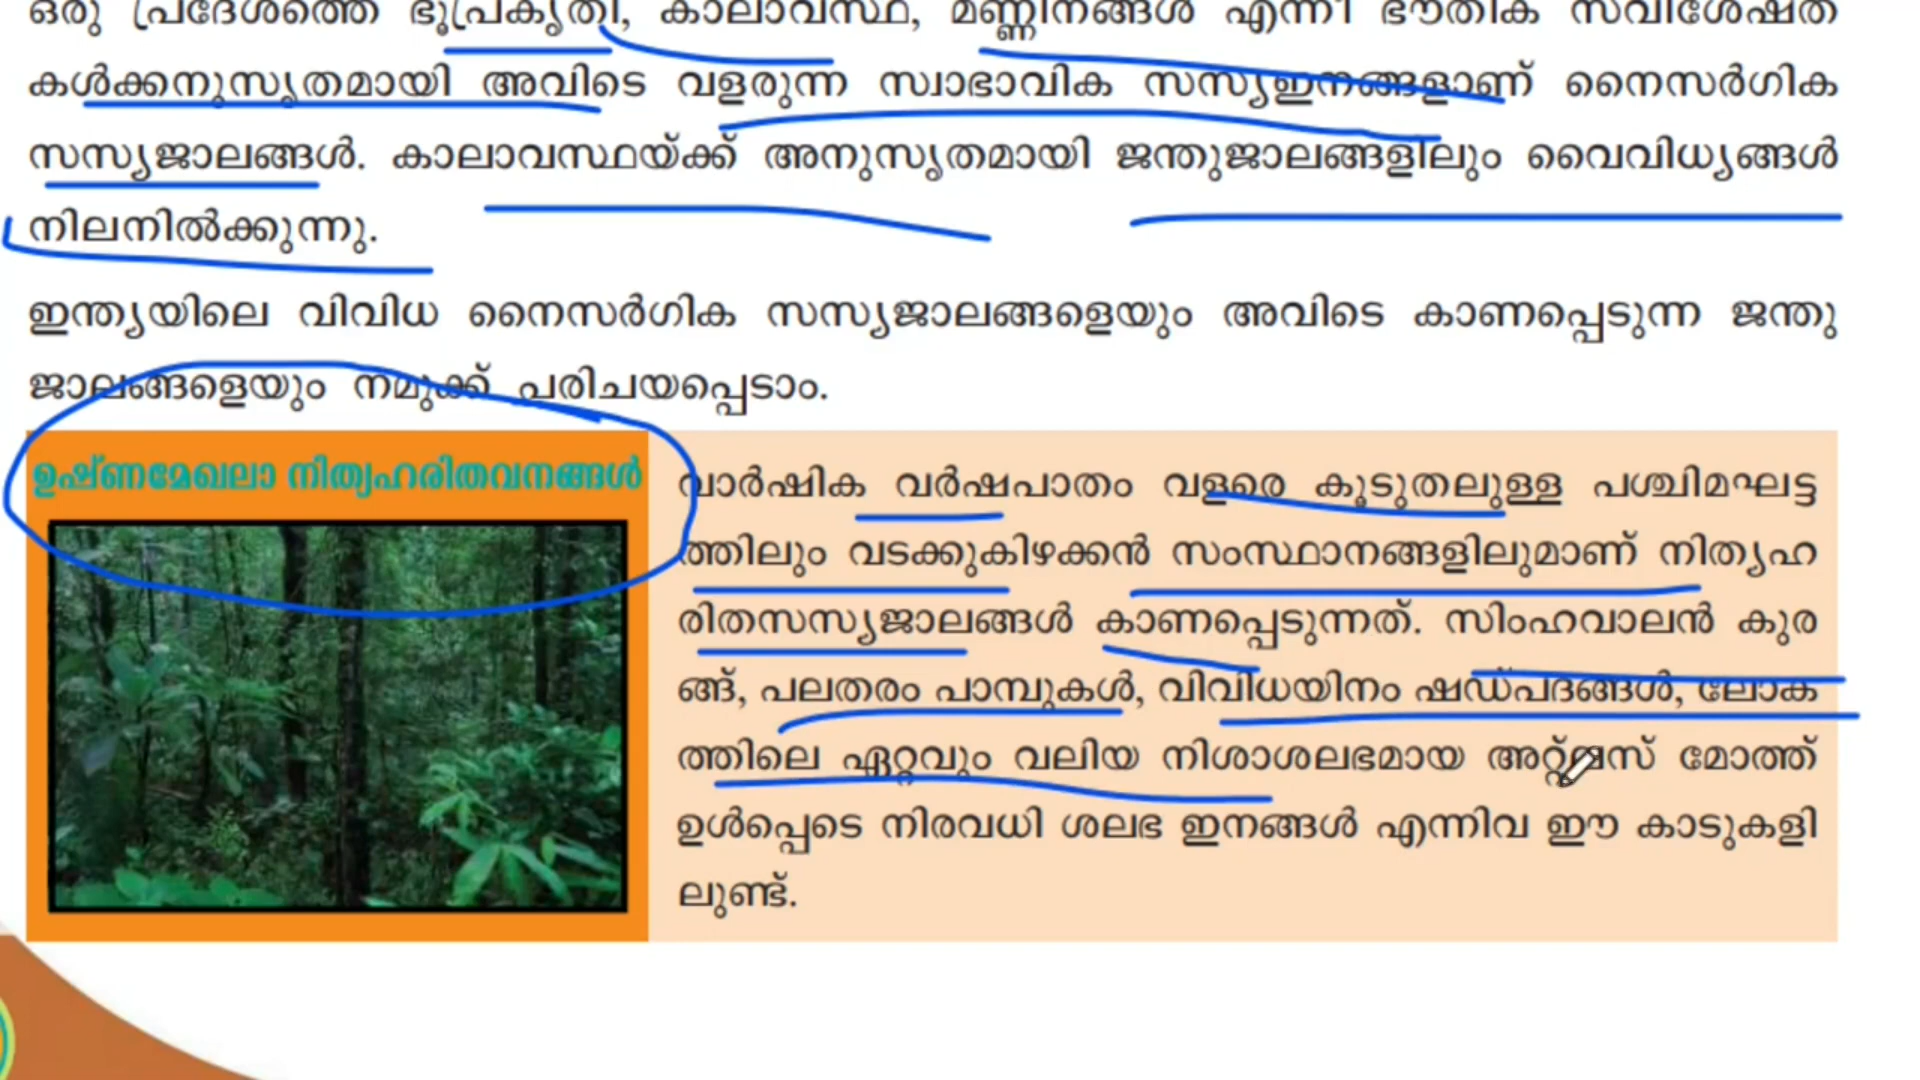 ഒരു പ്രദേശത്തെ ഭൂപ്രകൃതി, കാലാവസ്ഥ, മണ്ണിനങ്ങൾ എന്നീ ഭൗതിക സവിശേഷത
കൾക്കനുസൃതമായി അവിടെ വളരുന്ന സ്വാഭാവിക സസ്യഇനങ്ങളാണ് നൈസർഗിക
സസ്യജാലങ്ങൾ. കാലാവസ്ഥയ്ക്ക് അനുസൃതമായി ജന്തുജാലങ്ങളിലും വൈവിധ്യങ്ങൾ
നിലനിൽക്കുന്നു.
ഇന്ത്യയിലെ വിവിധ നൈസർഗിക സസ്യജാലങ്ങളെയും അവിടെ കാണപ്പെടുന്ന ജന്തു
ജാലങ്ങളെയും നമുക്ക് പരിചയപ്പെടാം.
ഉഷ്ണമേഖലാ നിത്യഹരിതവനങ്ങൾ
വാർഷിക വർഷപാതം വളരെ കൂടുതലുള്ള പശ്ചിമഘട്ട
ത്തിലും വടക്കുകിഴക്കൻ സംസ്ഥാനങ്ങളിലുമാണ് നിത്യഹ
രിതസസ്യജാലങ്ങൾ കാണപ്പെടുന്നത്. സിംഹവാലൻ കുര
ങ്ങ്, പലതരം പാമ്പുകൾ, വിവിധയിനം ഷഡ്പദങ്ങൾ, ലോക
ത്തിലെ ഏറ്റവും വലിയ നിശാശലഭമായ അറ്റ്ലസ് മോത്ത്
ഉൾപ്പെടെ നിരവധി ശലഭ ഇനങ്ങൾ എന്നിവ ഈ കാടുകളി
ലുണ്ട്.